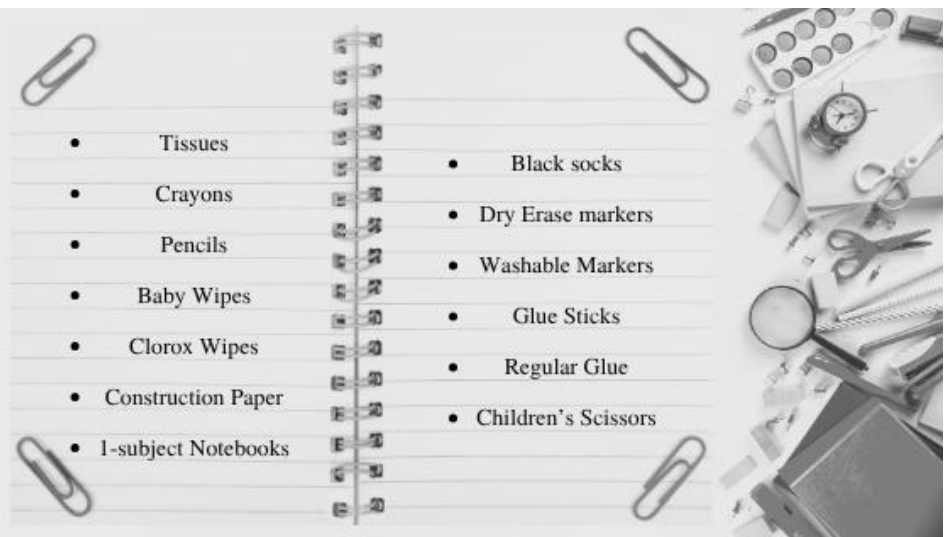 • Tissues
• Crayons
• Pencils
• Baby Wipes
• Clorox Wipes
• Construction Paper
• 1-subject Notebooks
• Black socks
• Dry Erase markers
• Washable Markers
• Glue Sticks
• Regular Glue
• Children's Scissors